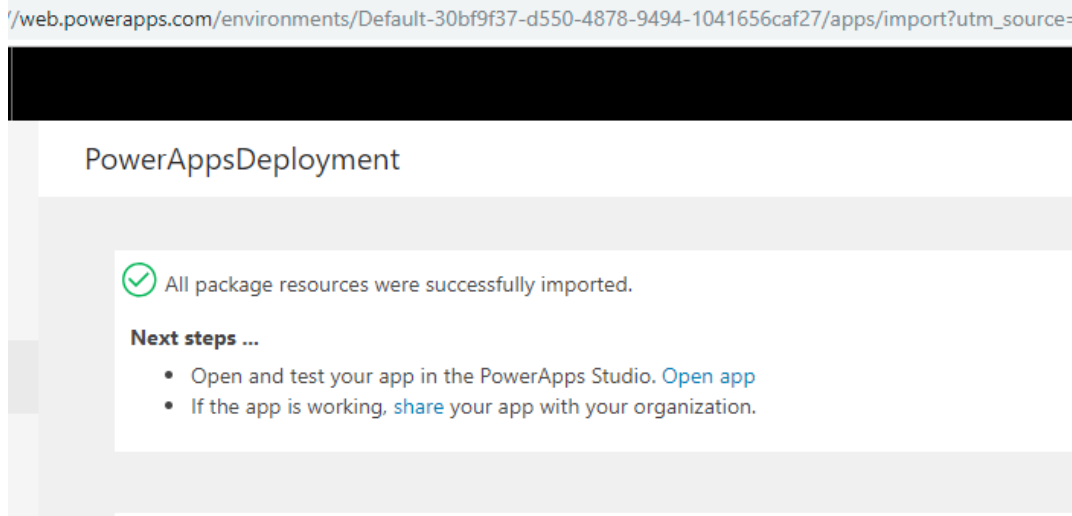 //web.powerapps.com/environments/Default-30bf9f37-d550-4878-9494-1041656caf27/apps/import?utm_source=
PowerAppsDeployment
All package resources were successfully imported.
Next steps ...
• Open and test your app in the PowerApps Studio. Open app
• If the app is working, share your app with your organization.